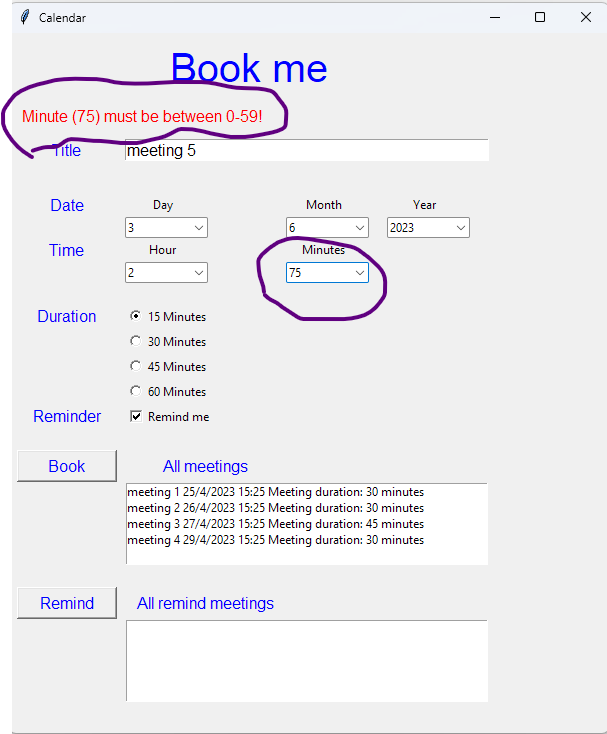 Calendar
Book me
Minute (75) must be between 0-59!
Title meeting 5
Date Day Month Year
3 6 2023
Time Hour Minutes
2 75
Duration 15 Minutes
30 Minutes
45 Minutes
60 Minutes
Reminder Remind me
Book All meetings
meeting 1 25/4/2023 15:25 Meeting duration: 30 minutes
meeting 2 26/4/2023 15:25 Meeting duration: 30 minutes
meeting 3 27/4/2023 15:25 Meeting duration: 45 minutes
meeting 4 29/4/2023 15:25 Meeting duration: 30 minutes
Remind All remind meetings